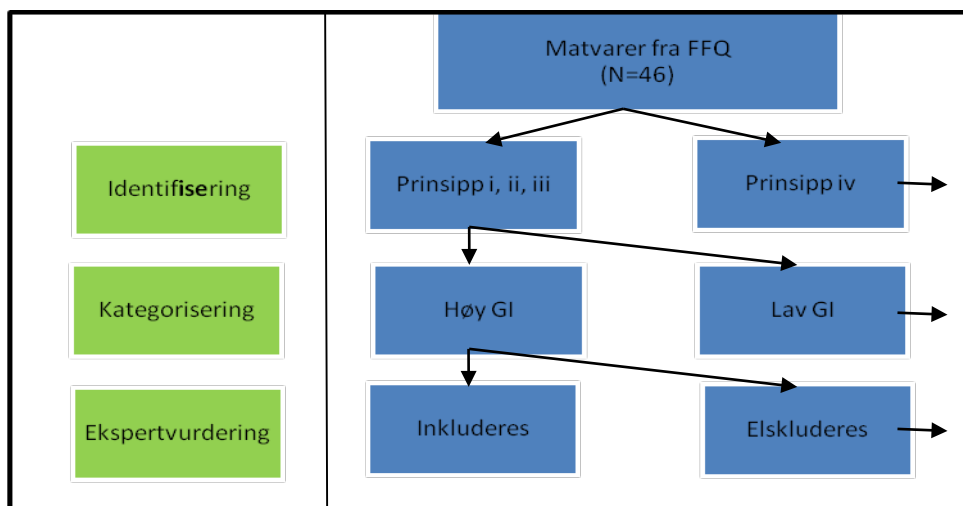 Matvarer fra FFQ
(N=46)
Identifisering
Prinsipp i, ii, iii
Prinsipp iv
Kategorisering
Høy GI
Lav GI
Ekspertvurdering
Inkluderes
Elskluderes